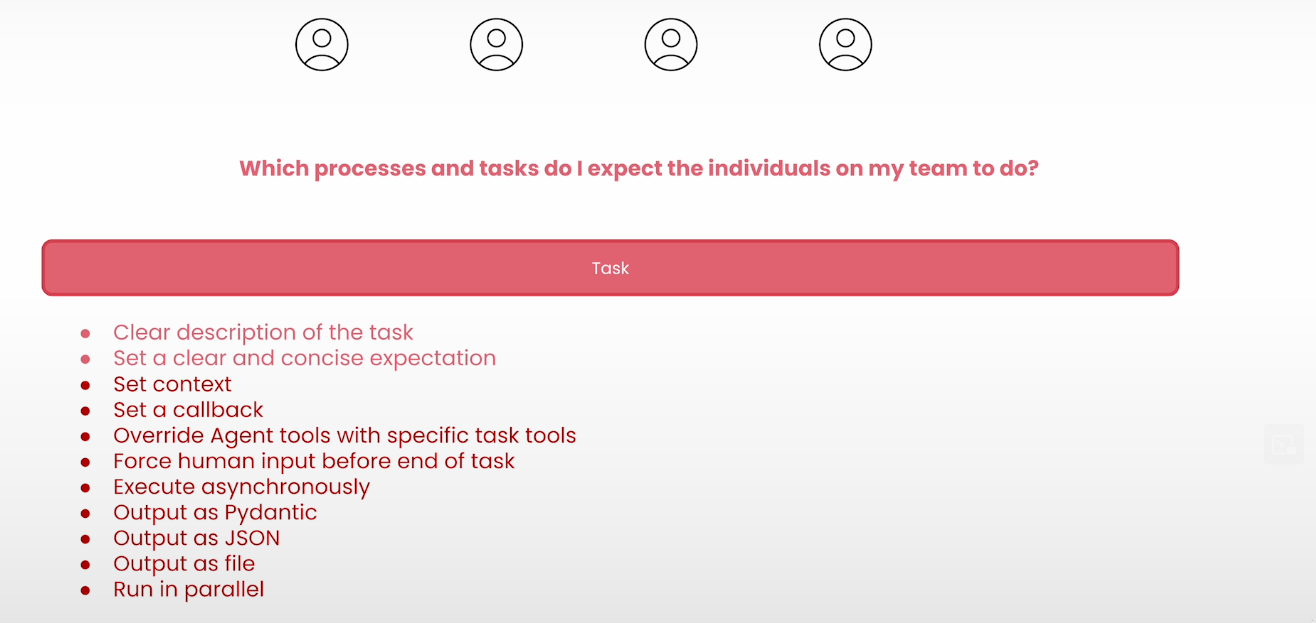 Which processes and tasks do I expect the individuals on my team to do?
Task
● Clear description of the task
● Set a clear and concise expectation
● Set context
● Set a callback
● Override Agent tools with specific task tools
● Force human input before end of task
● Execute asynchronously
● Output as Pydantic
● Output as JSON
● Output as file
● Run in parallel